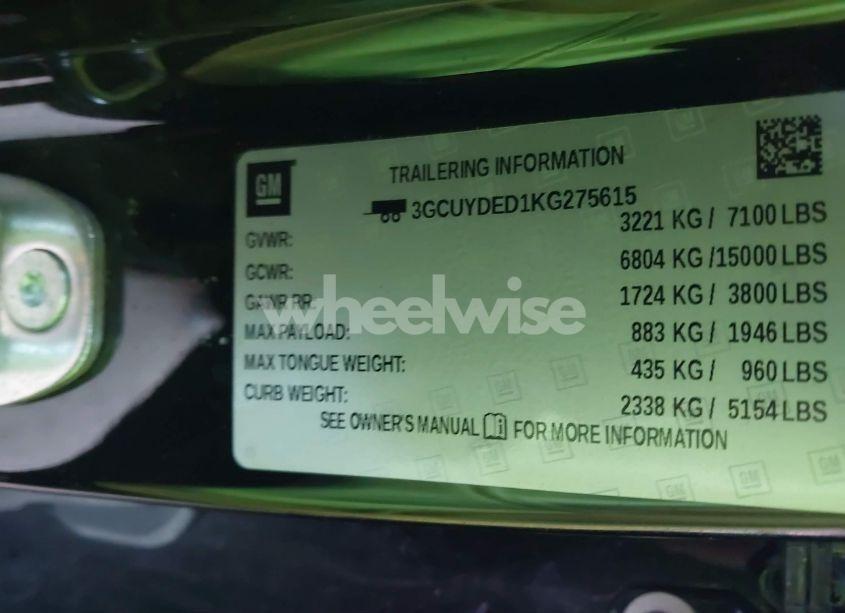 GM
TRAILERING INFORMATION
3GCUYDED1KG275615
GVWR: 3221 KG / 7100 LBS
GCWR: 6804 KG /15000 LBS
GAWR RR: 1724 KG / 3800 LBS
MAX PAYLOAD: 883 KG / 1946 LBS
MAX TONGUE WEIGHT: 435 KG / 960 LBS
CURB WEIGHT: 2338 KG / 5154 LBS
SEE OWNER'S MANUAL FOR MORE INFORMATION
wheelwise